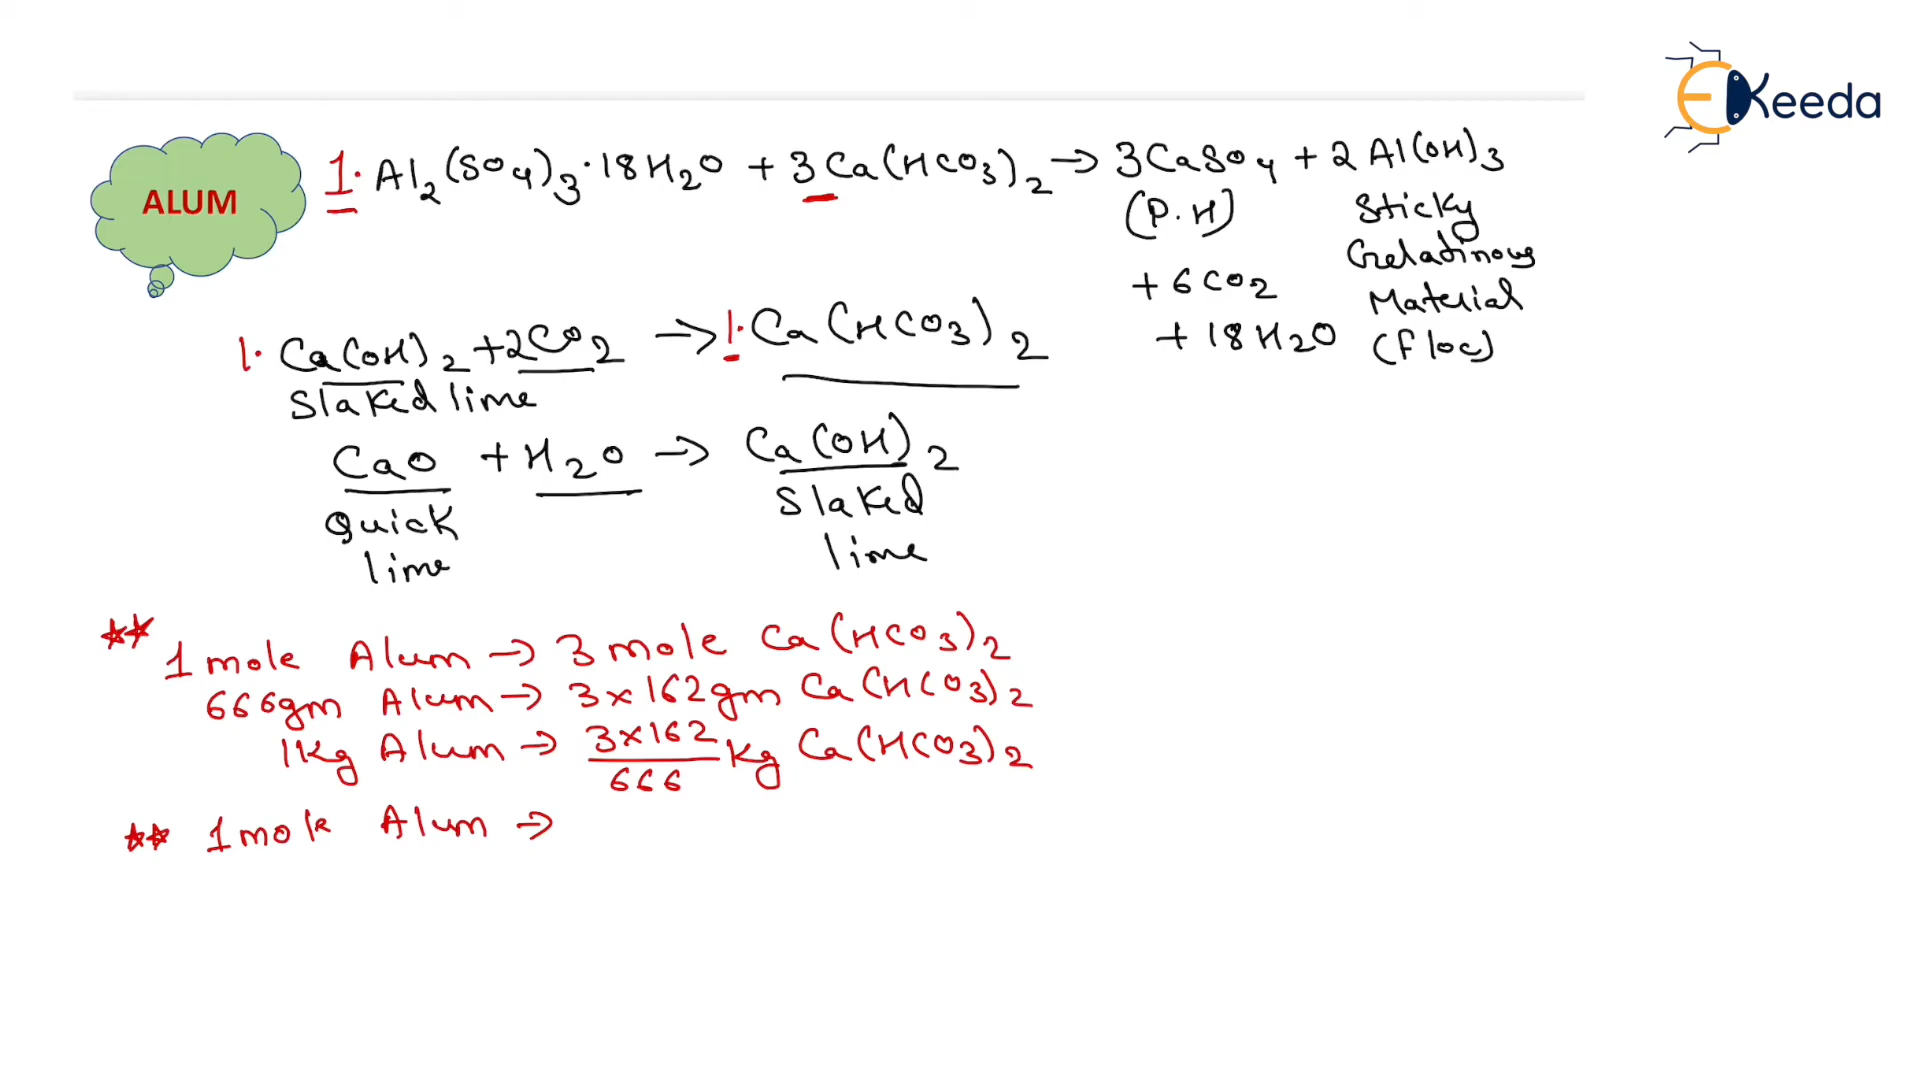 EKeeda
ALUM
1. Al2(SO4)3·18H2O + 3Ca(HCO3)2 → 3CaSO4 + 2Al(OH)3
(P.H)
Sticky
Gelatinous
Material
(Floc)
+ 6CO2
+ 18H2O
1. Ca(OH)2 + 2CO2 → 1. Ca(HCO3)2
Slaked lime
CaO + H2O → Ca(OH)2
Quick
lime
Slaked
lime
** 1 mole Alum → 3 mole Ca(HCO3)2
666gm Alum → 3×162gm Ca(HCO3)2
1Kg Alum → 3×162/666 Kg Ca(HCO3)2
** 1 mole Alum →